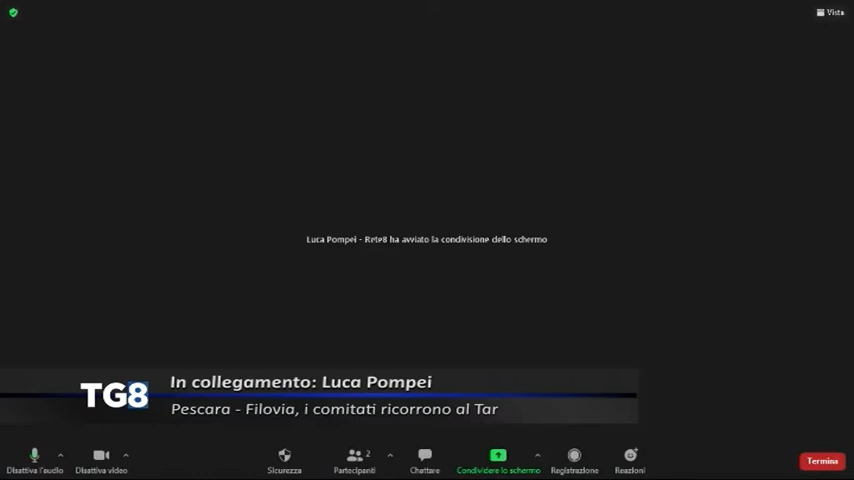 Vista
Luca Pompei - Rete8 ha avviato la condivisione dello schermo
TG8
In collegamento: Luca Pompei
Pescara - Filovia, i comitati ricorrono al Tar
2
Disattiva l'audio
Disattiva video
Sicurezza
Partecipanti
Chattare
Condividere lo schermo
Registrazione
Reazioni
Termina